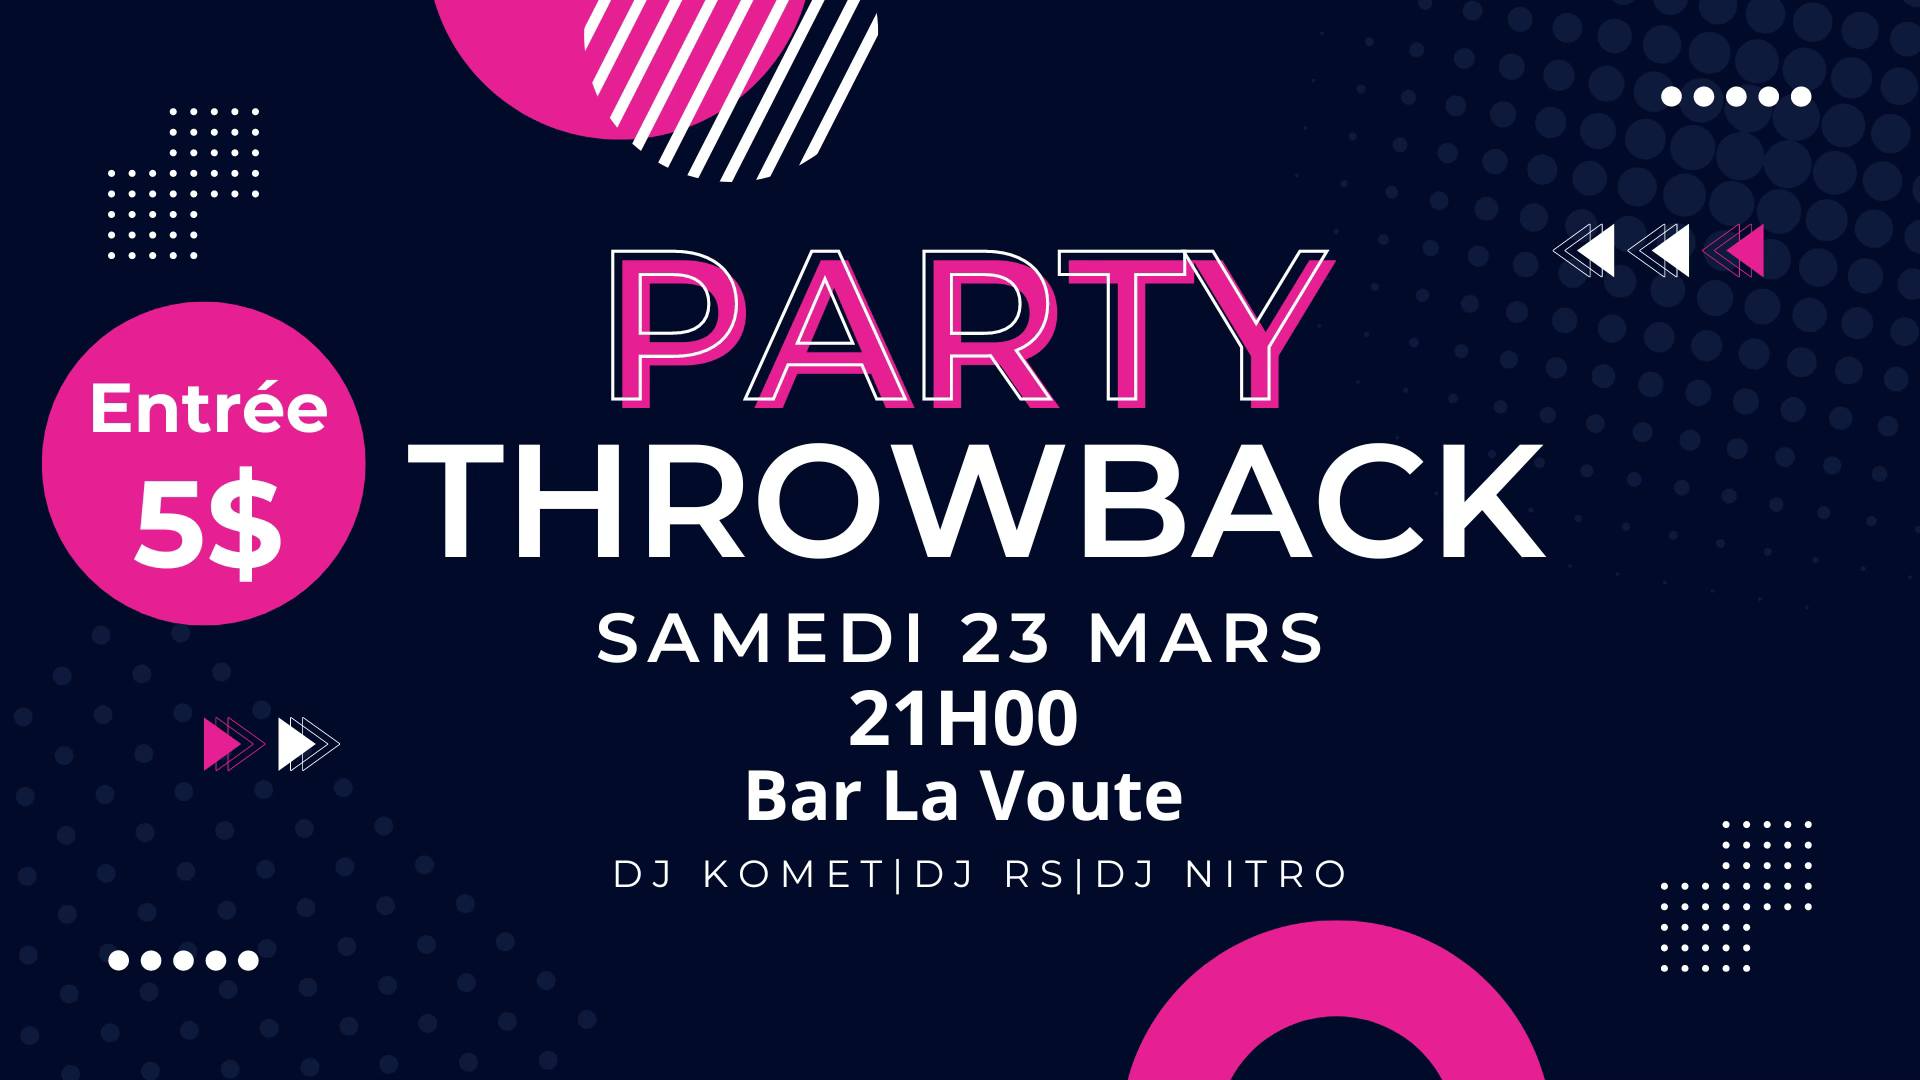 PARTY
THROWBACK
Entrée
5$
SAMEDI 23 MARS
21H00
Bar La Voute
DJ KOMET|DJ RS|DJ NITRO